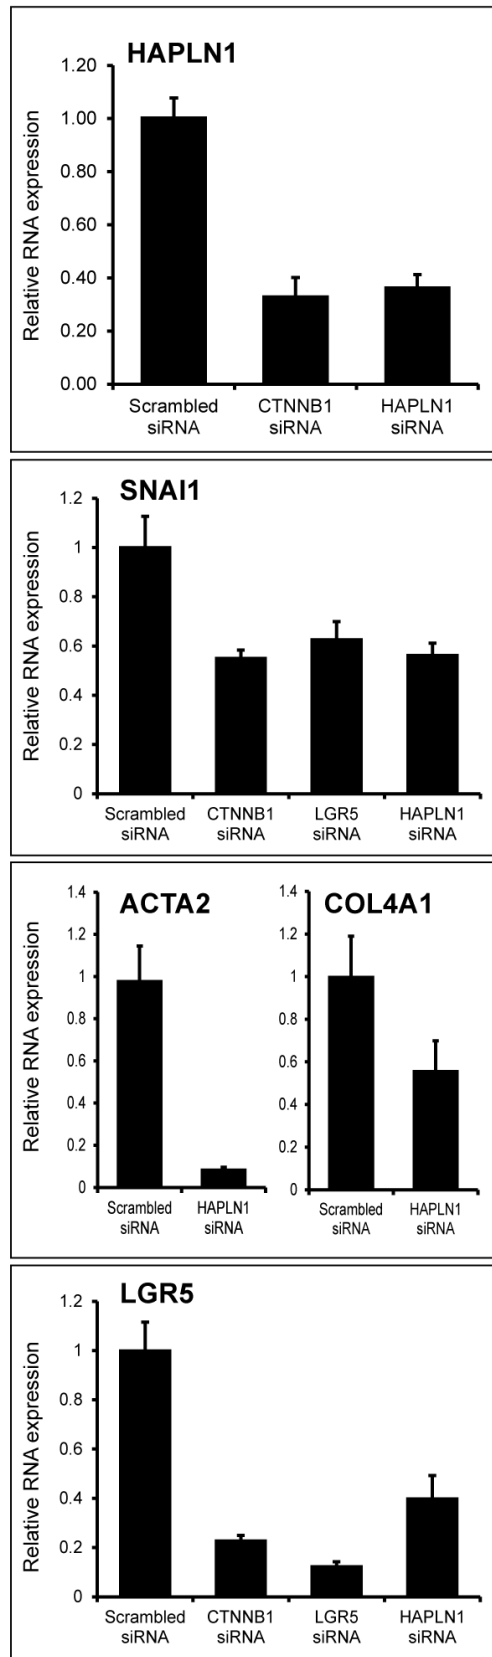 HAPLN1
Relative RNA expression
1.20
1.00
0.80
0.60
0.40
0.20
0.00
Scrambled siRNA
CTNNB1 siRNA
HAPLN1 siRNA
SNAI1
Relative RNA expression
1.2
1
0.8
0.6
0.4
0.2
0
Scrambled siRNA
CTNNB1 siRNA
LGR5 siRNA
HAPLN1 siRNA
ACTA2
Relative RNA expression
1.4
1.2
1
0.8
0.6
0.4
0.2
0
Scrambled siRNA
HAPLN1 siRNA
COL4A1
1.4
1.2
1
0.8
0.6
0.4
0.2
0
Scrambled siRNA
HAPLN1 siRNA
LGR5
Relative RNA expression
1.2
1
0.8
0.6
0.4
0.2
0
Scrambled siRNA
CTNNB1 siRNA
LGR5 siRNA
HAPLN1 siRNA